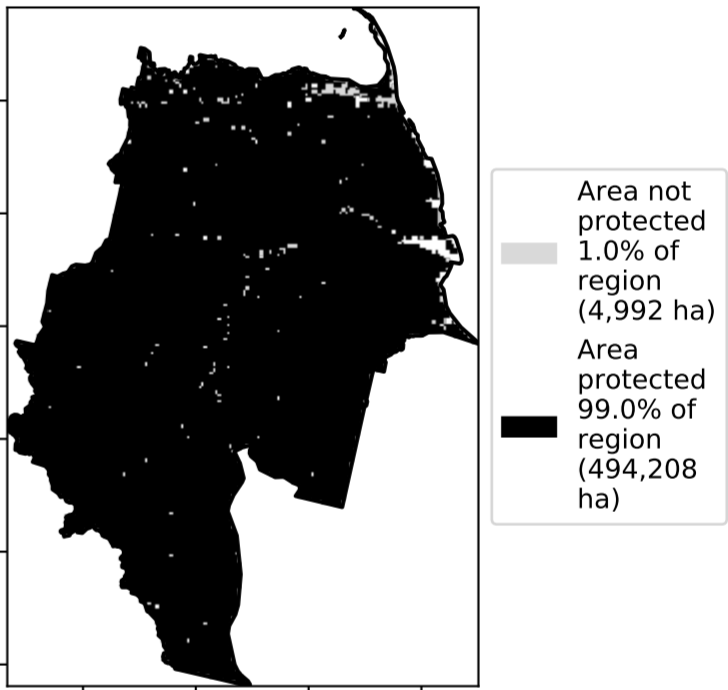 Area not
protected
1.0% of
region
(4,992 ha)
Area
protected
99.0% of
region
(494,208
ha)